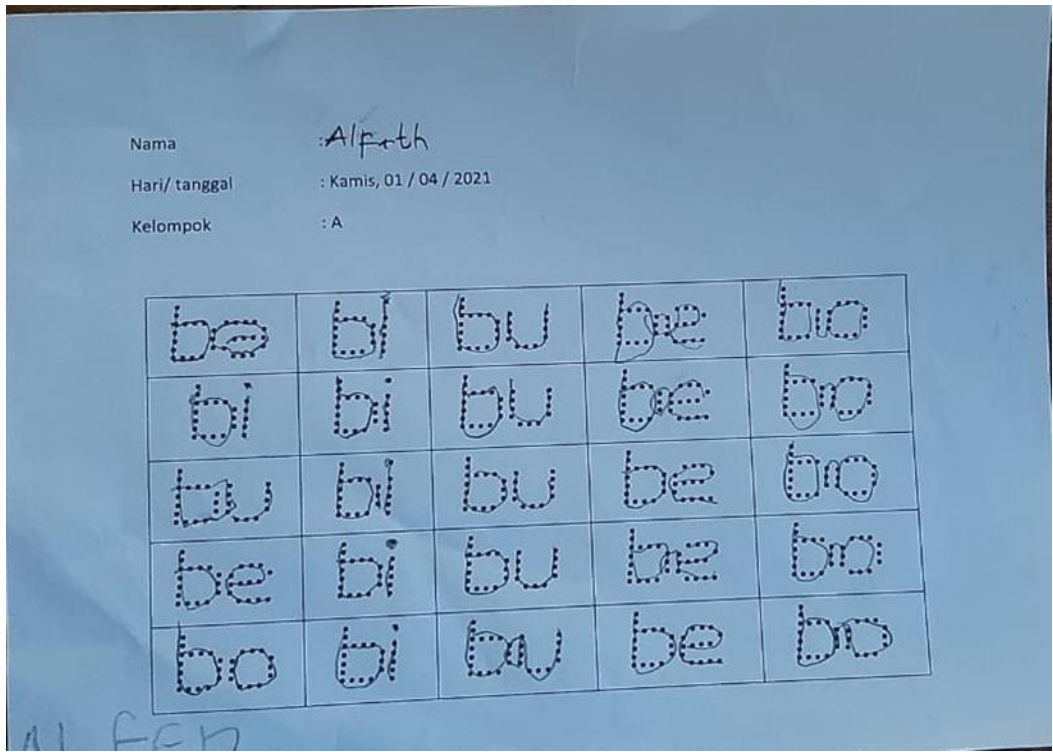 Nama : Alfath
Hari/ tanggal : Kamis, 01 / 04 / 2021
Kelompok : A
be bi bu be bo
bi bi bu be bo
bu bi bu be bo
be bi bu be bo
bo bi bu be bo